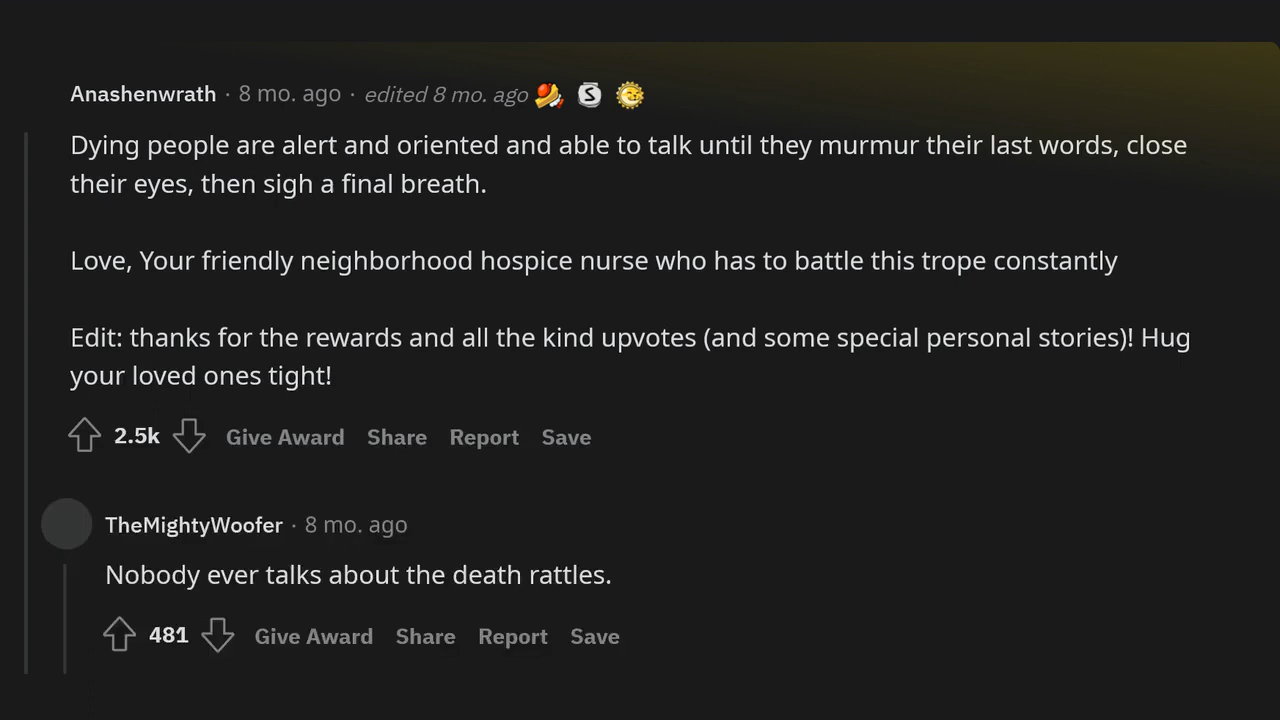 Anashenwrath · 8 mo. ago · edited 8 mo. ago
Dying people are alert and oriented and able to talk until they murmur their last words, close
their eyes, then sigh a final breath.
Love, Your friendly neighborhood hospice nurse who has to battle this trope constantly
Edit: thanks for the rewards and all the kind upvotes (and some special personal stories)! Hug
your loved ones tight!
2.5k Give Award Share Report Save
TheMightyWoofer · 8 mo. ago
Nobody ever talks about the death rattles.
481 Give Award Share Report Save